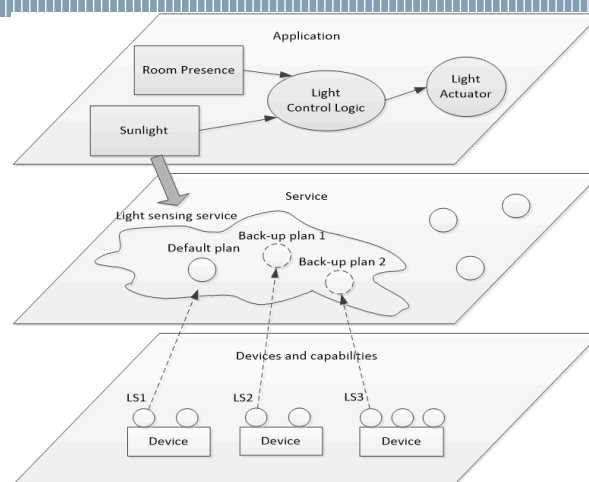 Application
Room Presence
Light
Control Logic
Light
Actuator
Sunlight
Service
Light sensing service
Back-up plan 1
Default plan
Back-up plan 2
Devices and capabilities
LS1
LS2
LS3
Device
Device
Device